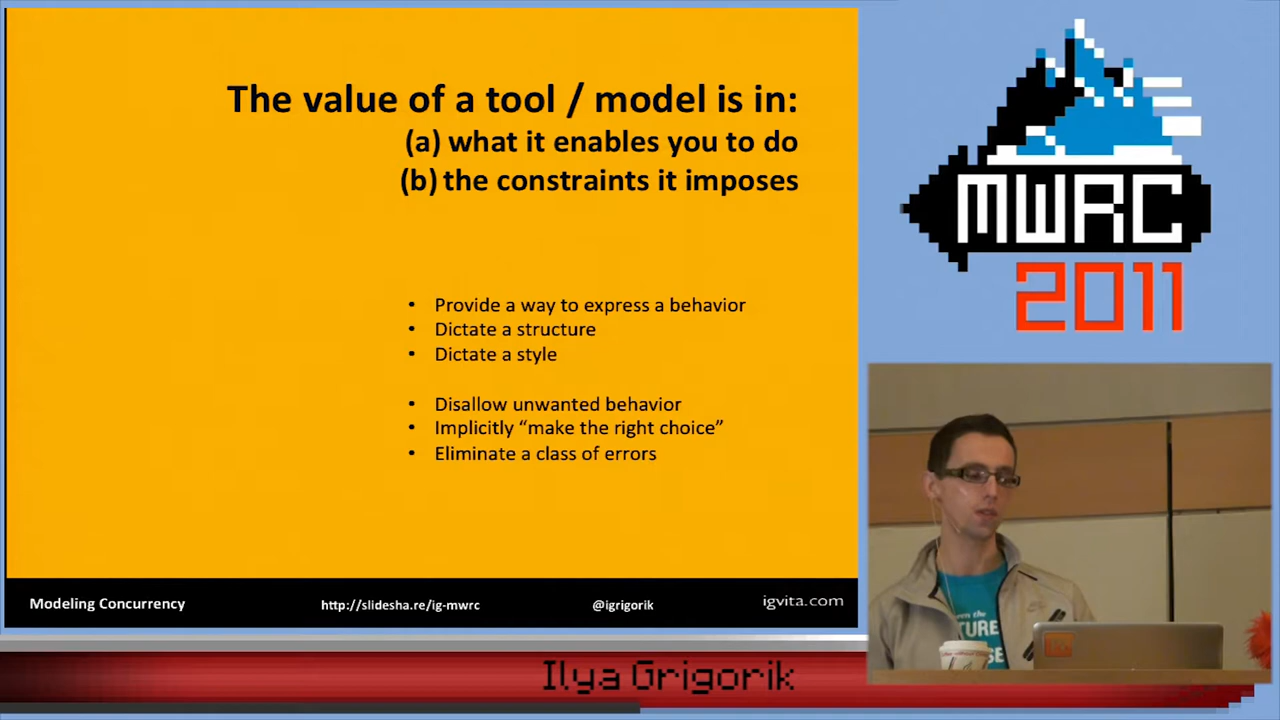 The value of a tool / model is in:
(a) what it enables you to do
(b) the constraints it imposes
• Provide a way to express a behavior
• Dictate a structure
• Dictate a style
• Disallow unwanted behavior
• Implicitly “make the right choice”
• Eliminate a class of errors
Modeling Concurrency
http://slidesha.re/ig-mwrc
@igrigorik
igvita.com
MWRC
2011
Ilya Grigorik